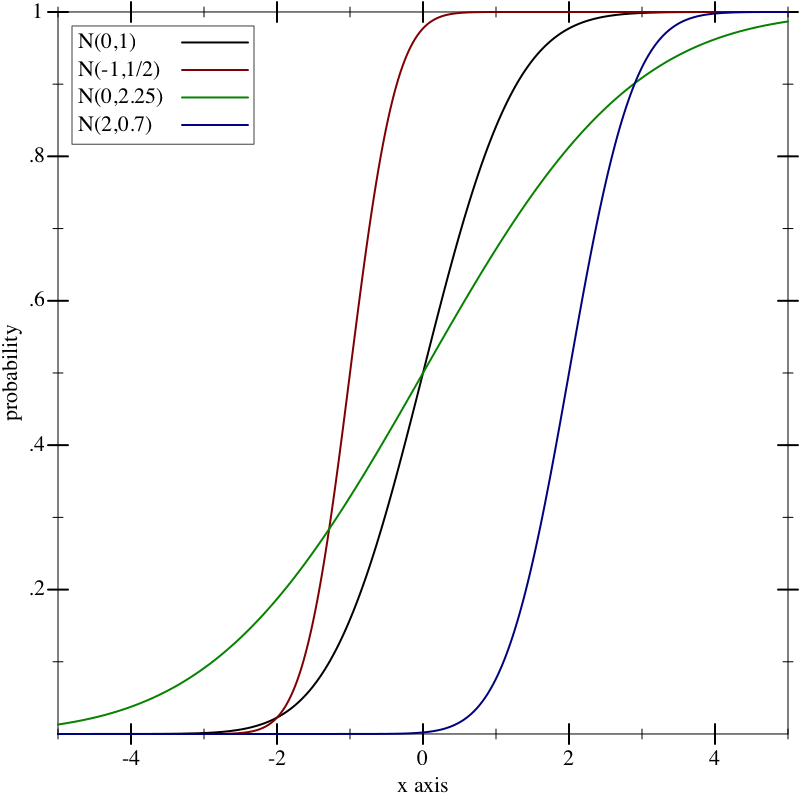 1
N(0,1)
N(-1,1/2)
N(0,2.25)
N(2,0.7)
.8
.6
probability
.4
.2
-4 -2 0 2 4
x axis